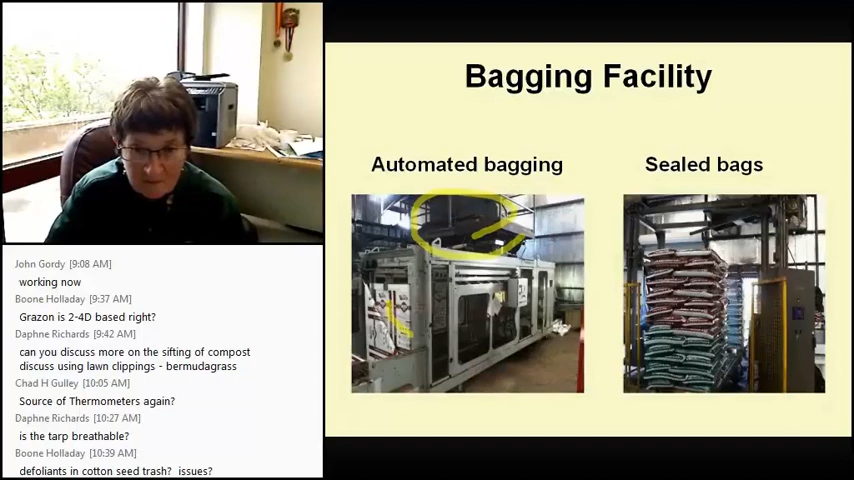 Bagging Facility
Automated bagging
Sealed bags
John Gordy [9:08 AM]
working now
Boone Holladay [9:37 AM]
Grazon is 2-4D based right?
Daphne Richards [9:42 AM]
can you discuss more on the sifting of compost
discuss using lawn clippings - bermudagrass
Chad H Gulley [10:05 AM]
Source of Thermometers again?
Daphne Richards [10:27 AM]
is the tarp breathable?
Boone Holladay [10:39 AM]
defoliants in cotton seed trash?  issues?